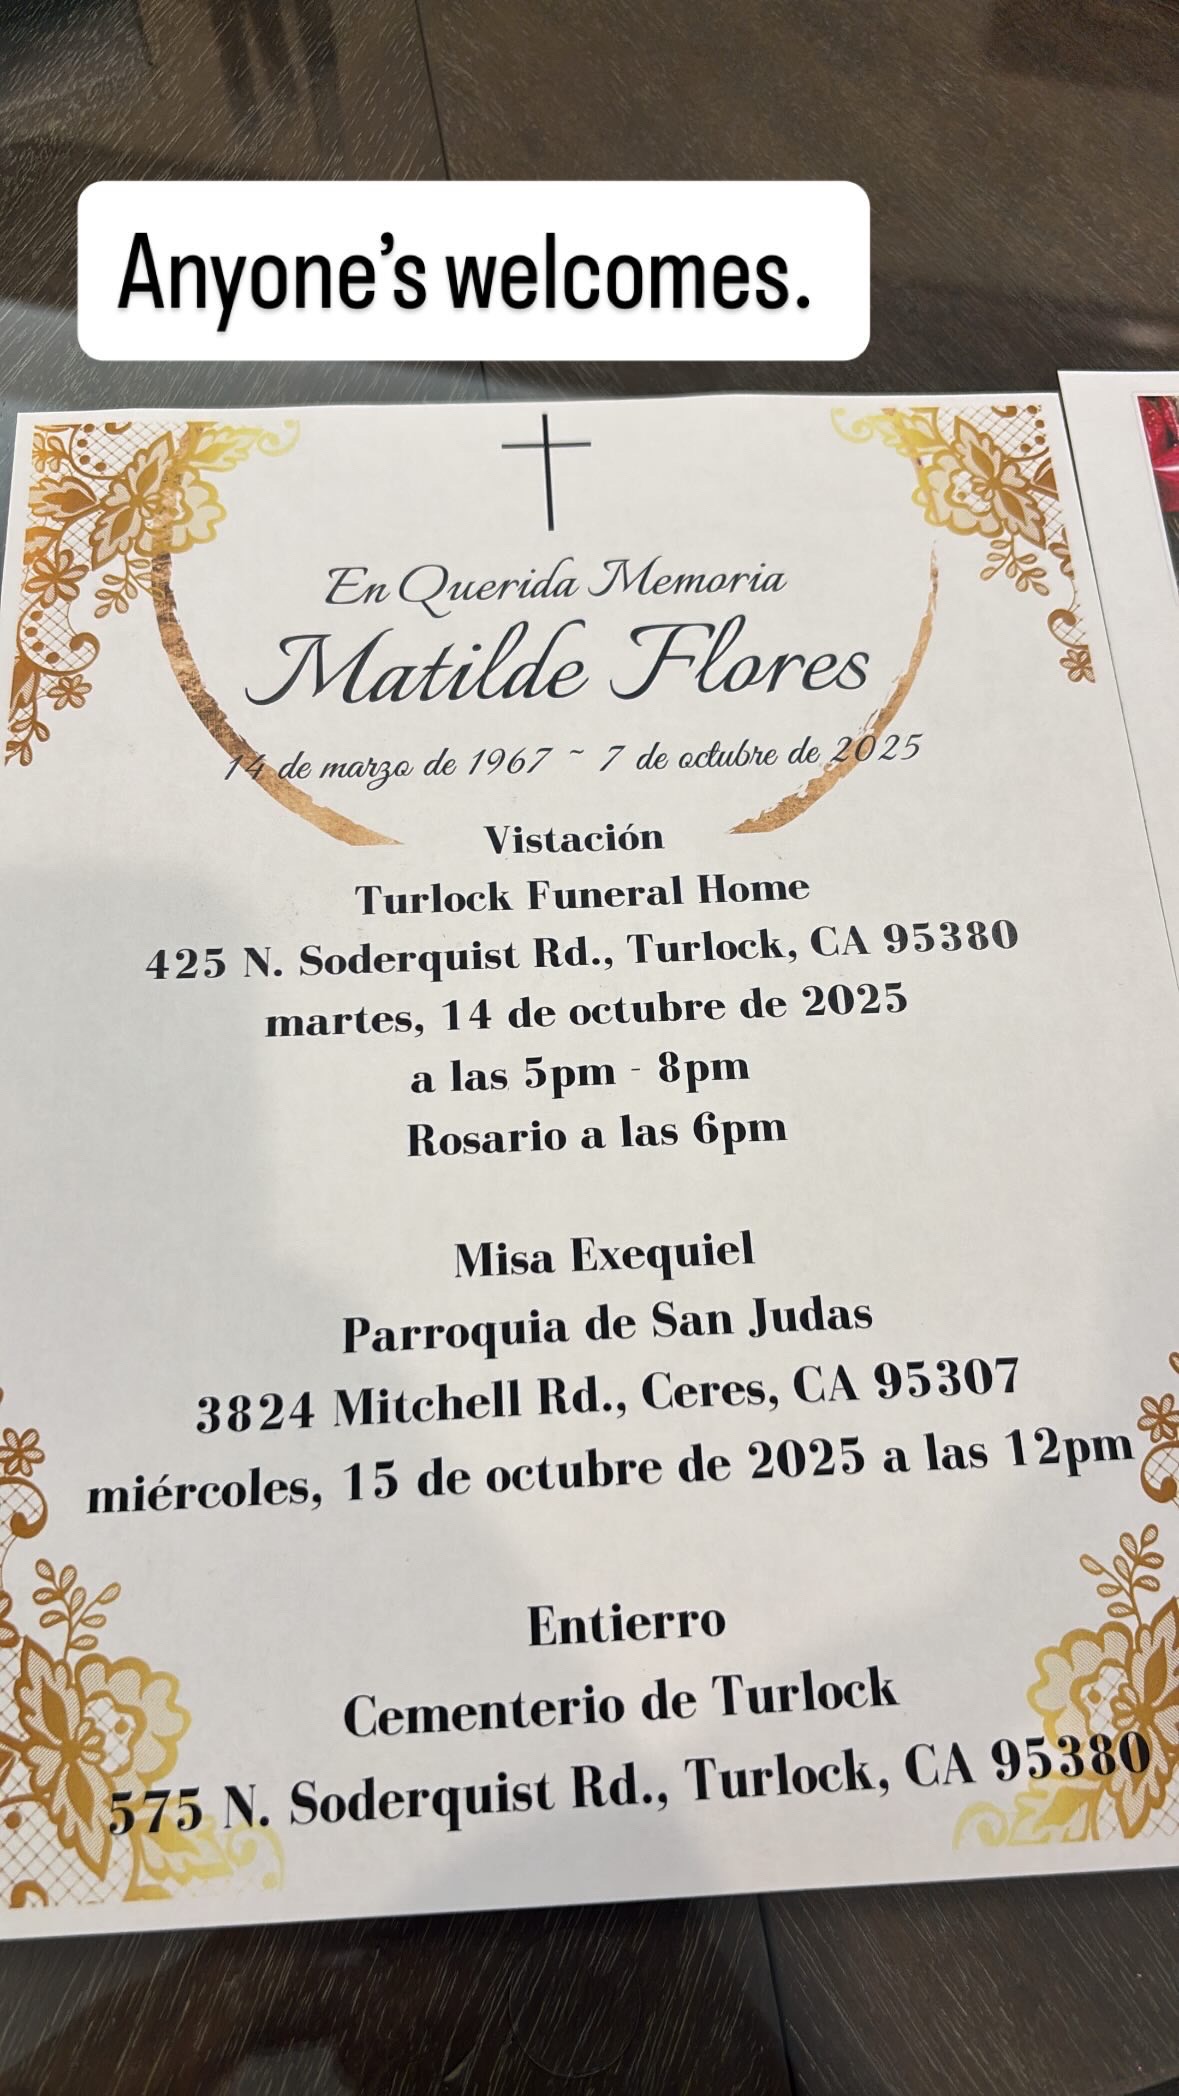 Anyone's welcomes.
En Querida Memoria
Matilde Flores
14 de marzo de 1967 ~ 7 de octubre de 2025
Vistación
Turlock Funeral Home
425 N. Soderquist Rd., Turlock, CA 95380
martes, 14 de octubre de 2025
a las 5pm - 8pm
Rosario a las 6pm
Misa Exequiel
Parroquia de San Judas
3824 Mitchell Rd., Ceres, CA 95307
miércoles, 15 de octubre de 2025 a las 12pm
Entierro
Cementerio de Turlock
575 N. Soderquist Rd., Turlock, CA 95380